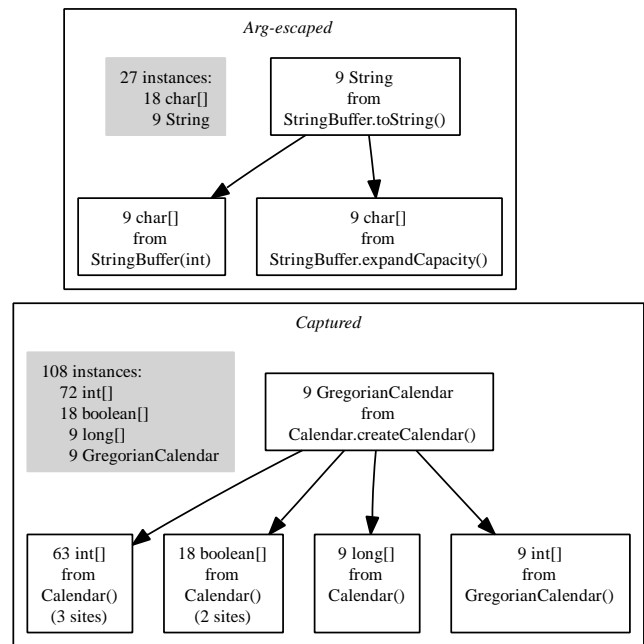 Arg-escaped
27 instances:
18 char[]
9 String
9 String
from
StringBuffer.toString()
9 char[]
from
StringBuffer(int)
9 char[]
from
StringBuffer.expandCapacity()
Captured
108 instances:
72 int[]
18 boolean[]
9 long[]
9 GregorianCalendar
9 GregorianCalendar
from
Calendar.createCalendar()
63 int[]
from
Calendar()
(3 sites)
18 boolean[]
from
Calendar()
(2 sites)
9 long[]
from
Calendar()
9 int[]
from
GregorianCalendar()